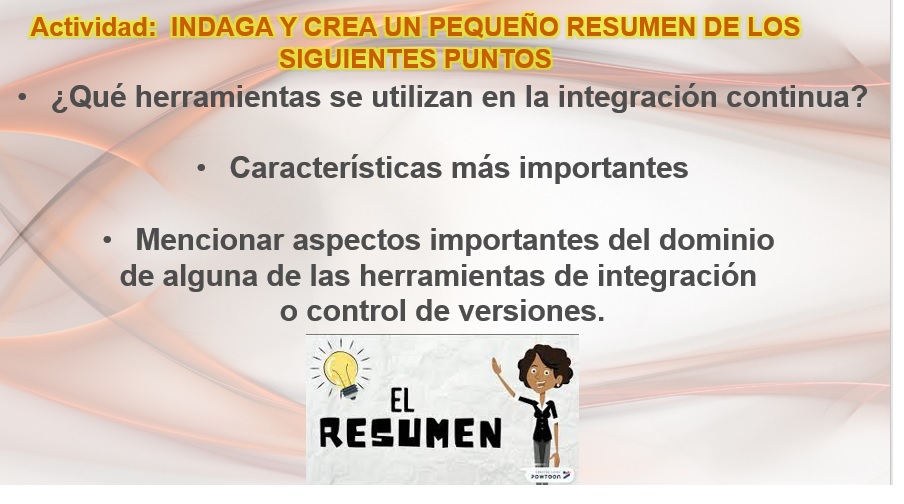 Actividad: INDAGA Y CREA UN PEQUEÑO RESUMEN DE LOS
SIGUIENTES PUNTOS
• ¿Qué herramientas se utilizan en la integración continua?
• Características más importantes
• Mencionar aspectos importantes del dominio
de alguna de las herramientas de integración
o control de versiones.
EL
RESUMEN
POWTOON